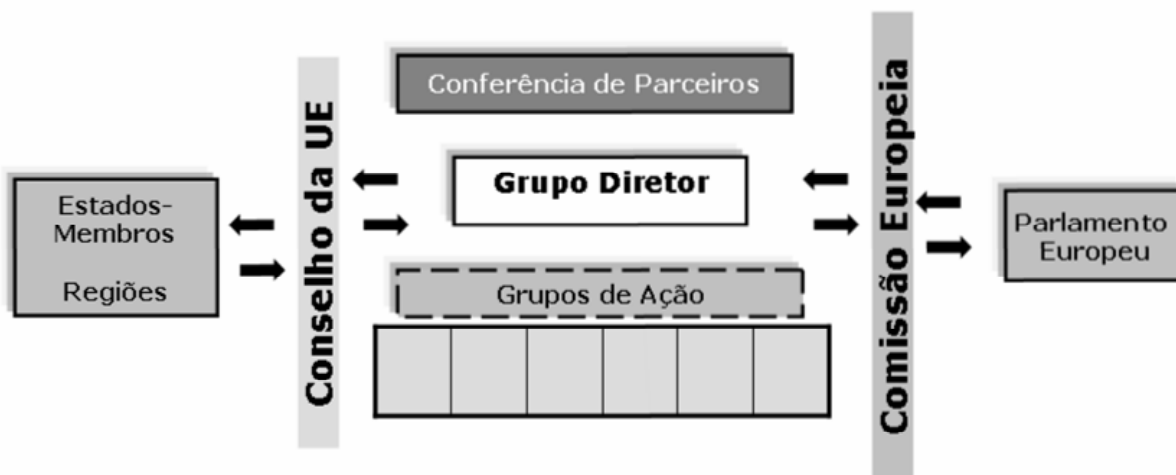 Estados-
Membros
Regiões
Conselho da UE
Conferência de Parceiros
Grupo Diretor
Grupos de Ação
Comissão Europeia
Parlamento
Europeu